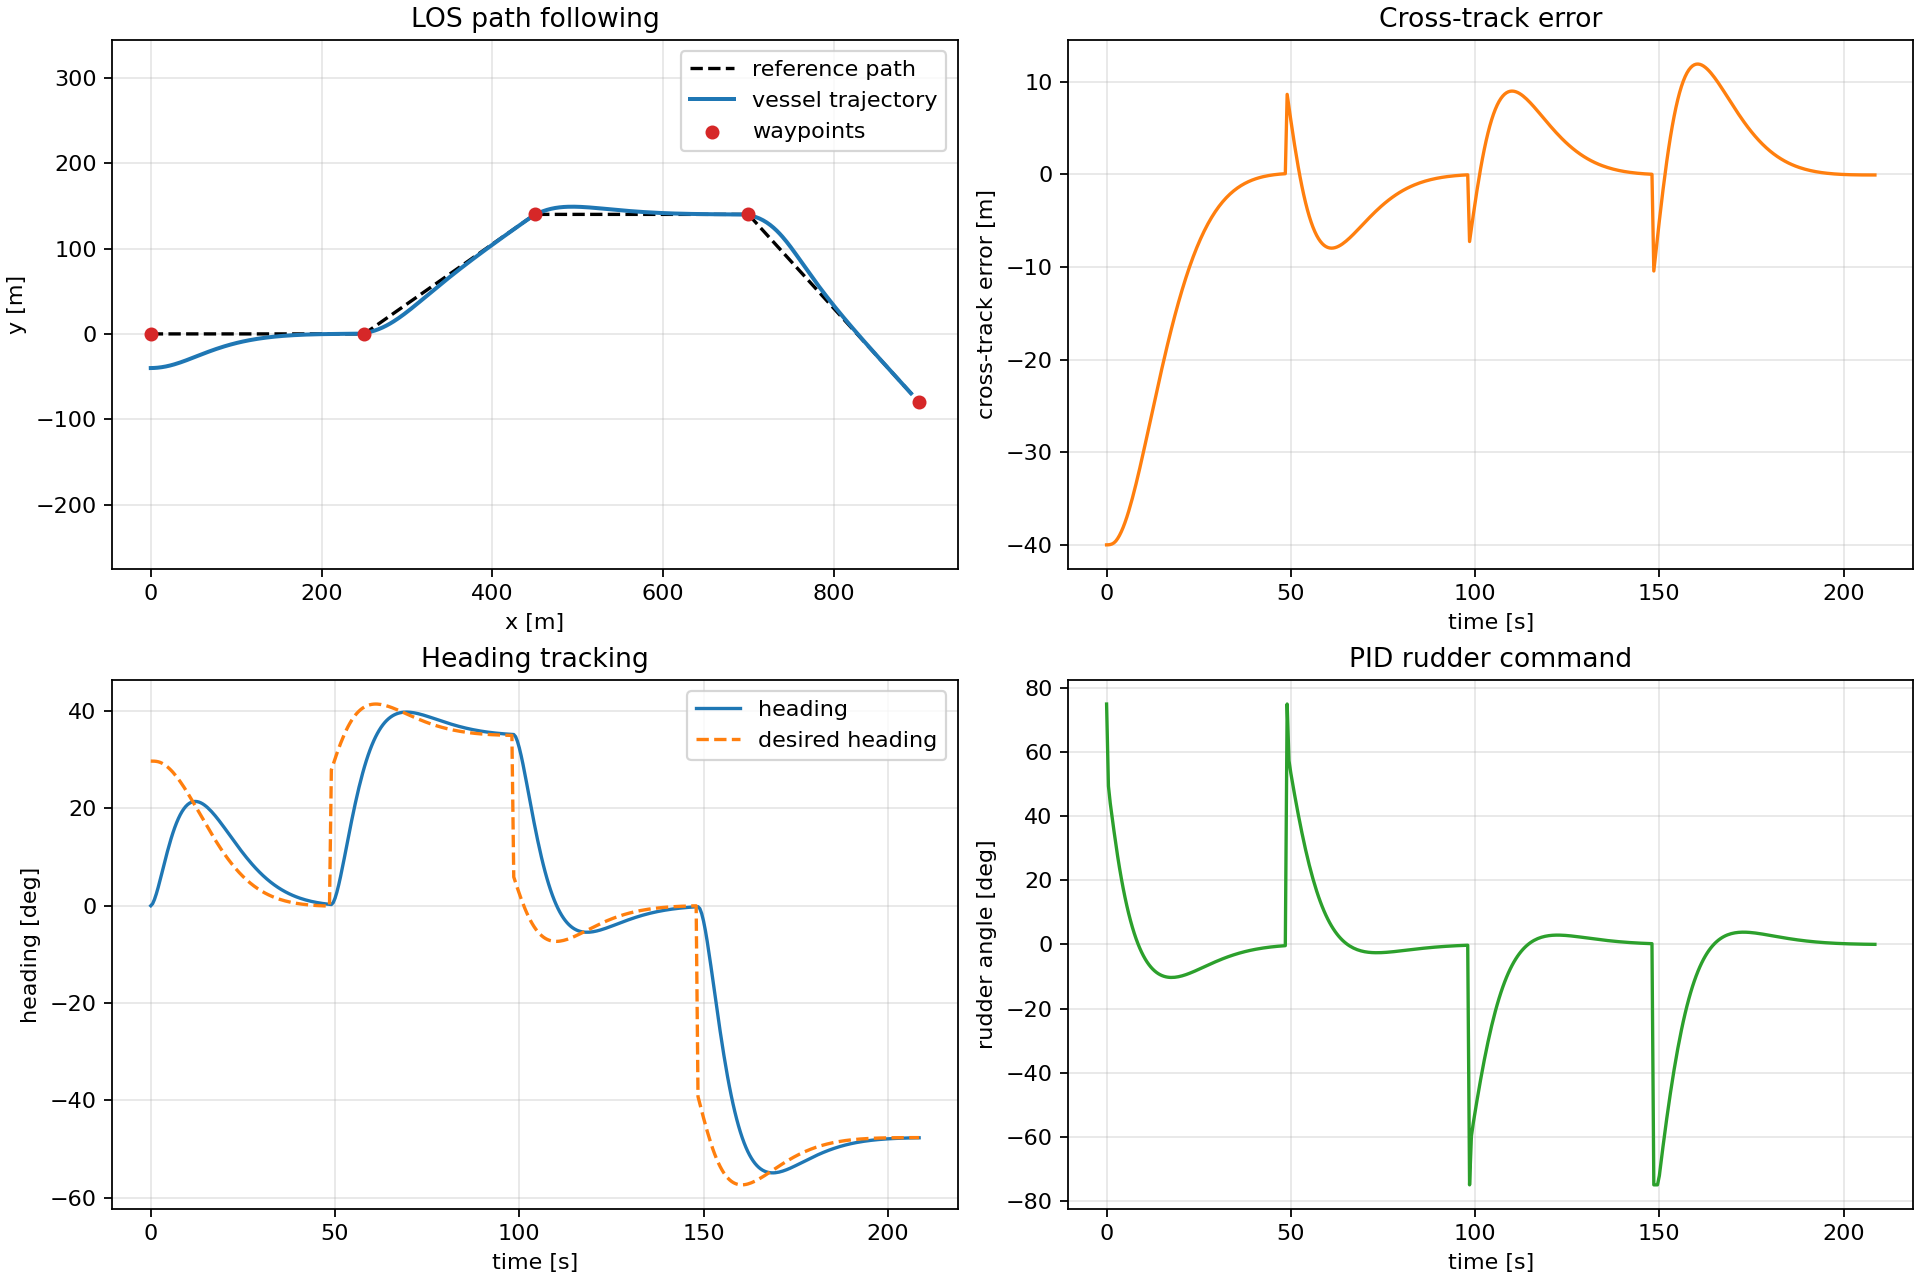 LOS path following
300
200
100
0
−100
−200
y [m]
0
200
400
600
800
x [m]
reference path
vessel trajectory
waypoints
Cross-track error
10
0
−10
−20
−30
−40
cross-track error [m]
0
50
100
150
200
time [s]
Heading tracking
40
20
0
−20
−40
−60
heading [deg]
0
50
100
150
200
time [s]
heading
desired heading
PID rudder command
80
60
40
20
0
−20
−40
−60
−80
rudder angle [deg]
0
50
100
150
200
time [s]